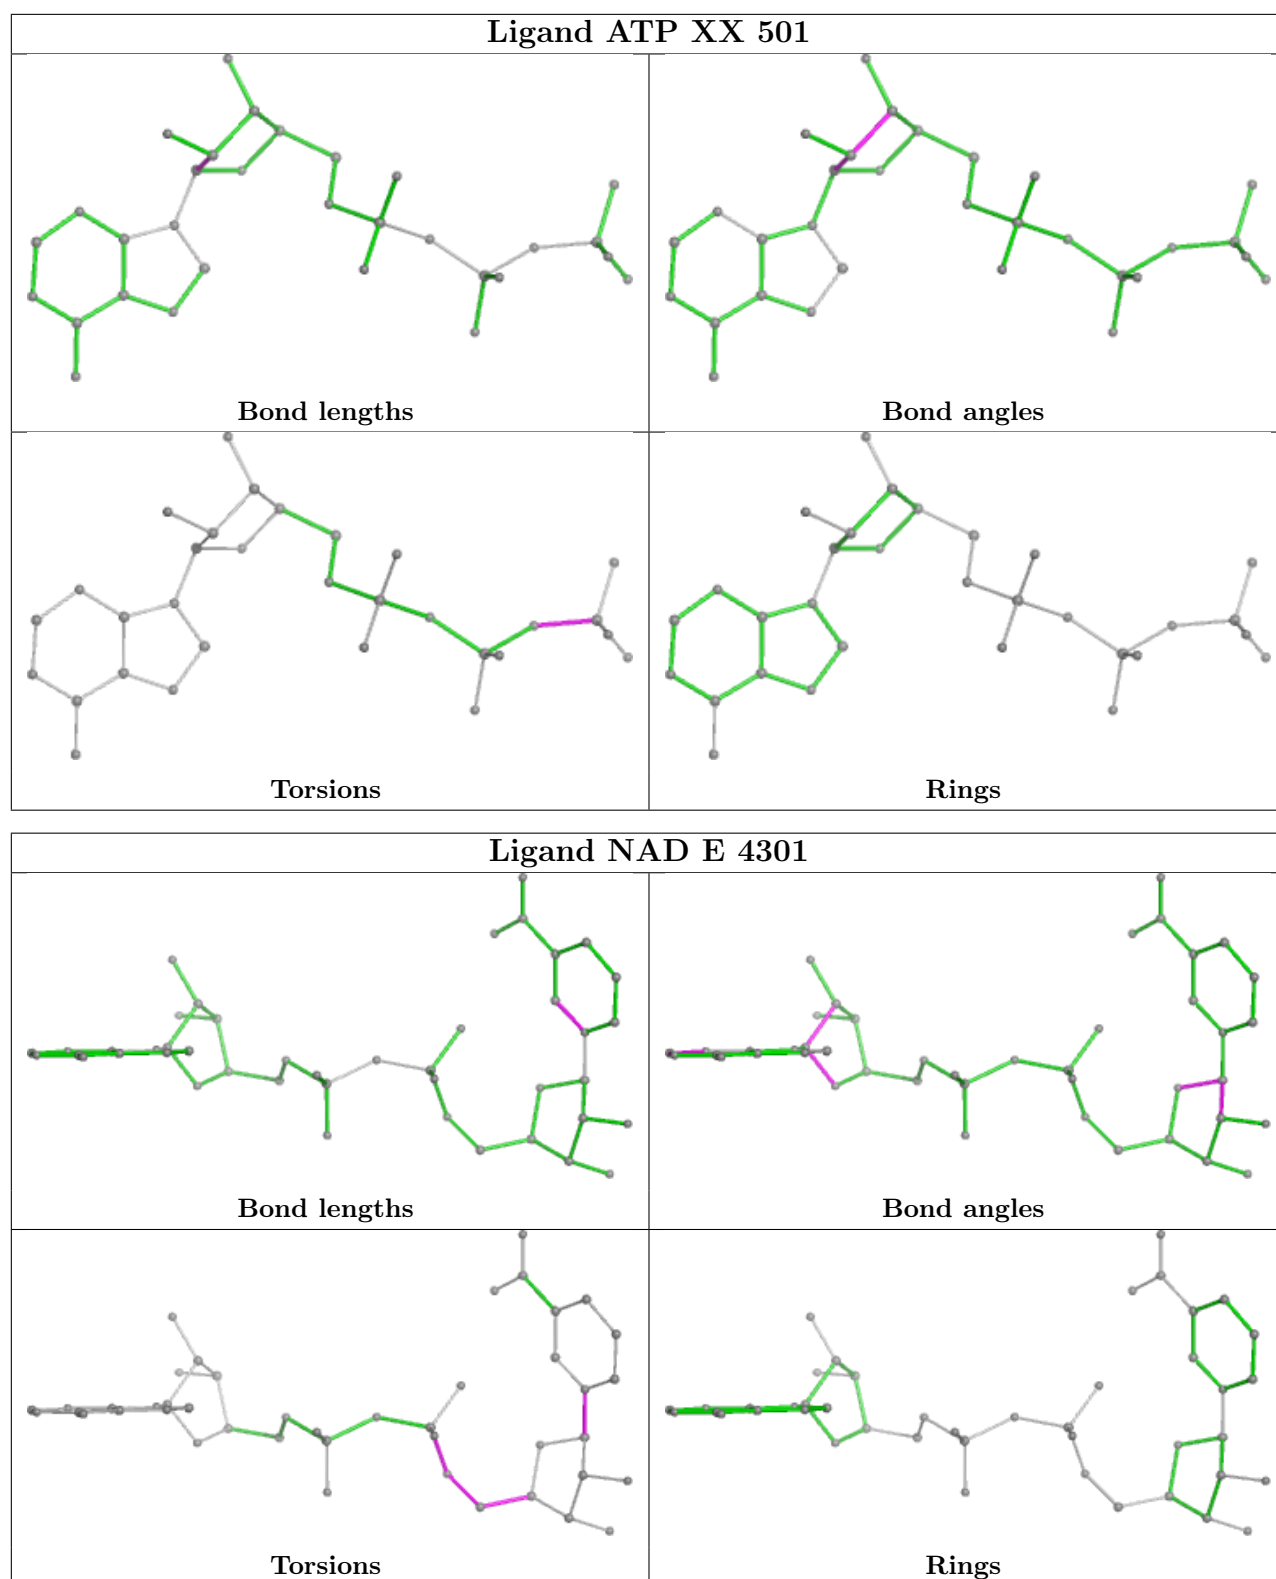 Ligand ATP XX 501
Bond lengths
Bond angles
Torsions
Rings
Ligand NAD E 4301
Bond lengths
Bond angles
Torsions
Rings